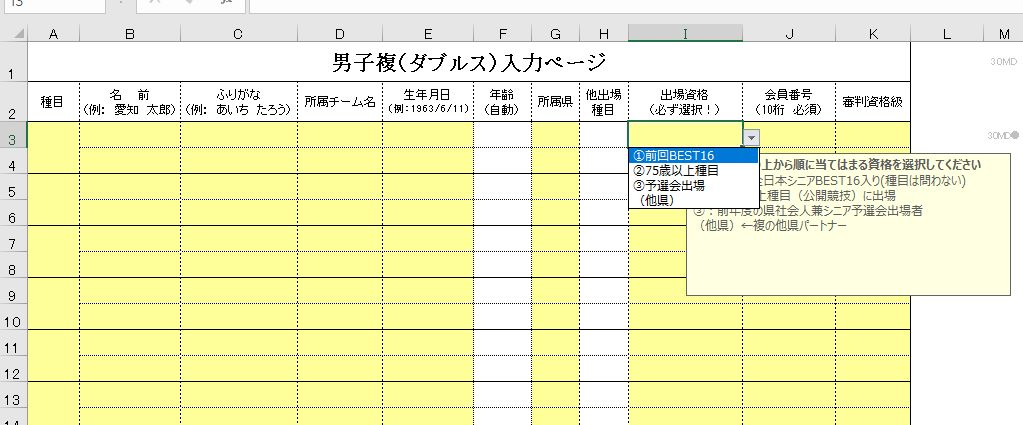 I3
A B C D E F G H I J K L M
1 男子複(ダブルス)入力ページ 30MD
2 種目 名　前 (例: 愛知 太郎) ふりがな (例: あいち たろう) 所属チーム名 生年月日 (例:1963/6/11) 年齢 (自動) 所属県 他出場 種目 出場資格 (必ず選択！) 会員番号 (10桁 必須) 審判資格級
3 30MD●
①前回BEST16
②75歳以上種目
③予選会出場
（他県）
上から順に当てはまる資格を選択してください
日本シニアBEST16入り(種目は問わない)
上種目（公開競技）に出場
③：前年度の県社会人兼シニア予選会出場者
（他県）←複の他県パートナー
4
5
6
7
8
9
10
11
12
13
14